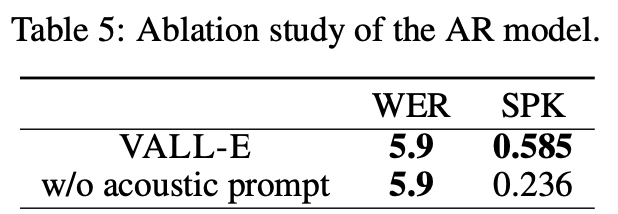 Table 5: Ablation study of the AR model.
WER SPK
VALL-E 5.9 0.585
w/o acoustic prompt 5.9 0.236